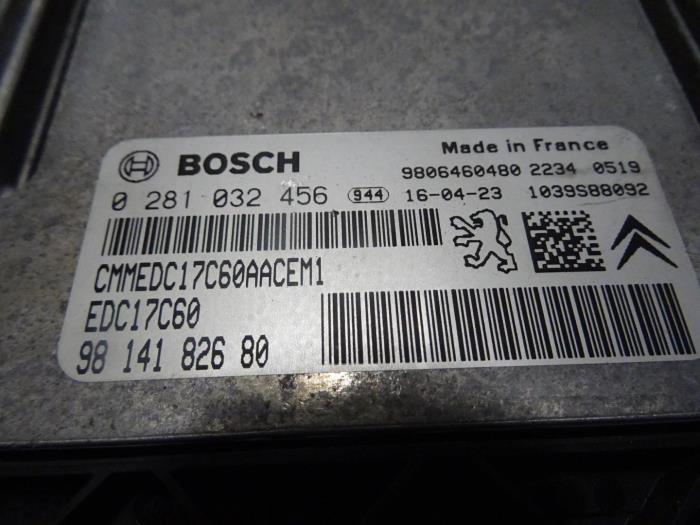 BOSCH
Made in France
9806460480 2234 0519
0 281 032 456 944 16-04-23 1039S88092
CMMEDC17C60AACEM1
EDC17C60
98 141 826 80